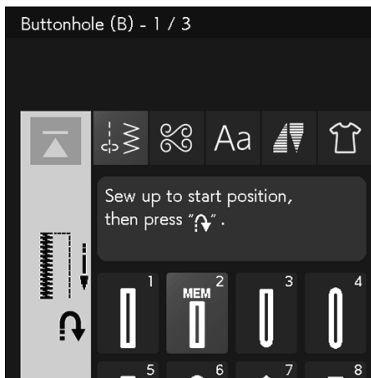 Buttonhole (B) - 1 / 3
Aa
Sew up to start position,
then press " ".
1
MEM 2
3
4
5
6
7
8